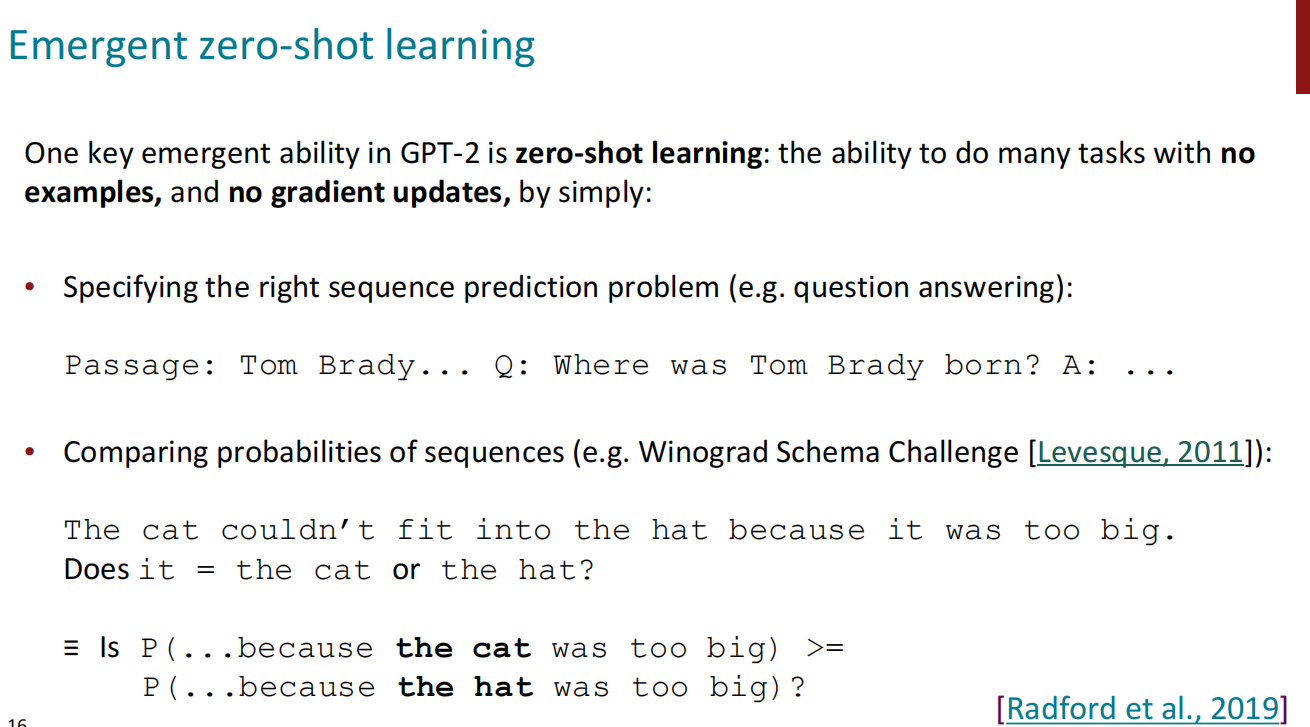 Emergent zero-shot learning
One key emergent ability in GPT-2 is zero-shot learning: the ability to do many tasks with no
examples, and no gradient updates, by simply:
• Specifying the right sequence prediction problem (e.g. question answering):
Passage: Tom Brady... Q: Where was Tom Brady born? A: ...
• Comparing probabilities of sequences (e.g. Winograd Schema Challenge [Levesque, 2011]):
The cat couldn’t fit into the hat because it was too big.
Does it = the cat or the hat?
≡ Is P(...because the cat was too big) >=
P(...because the hat was too big)?
[Radford et al., 2019]
16